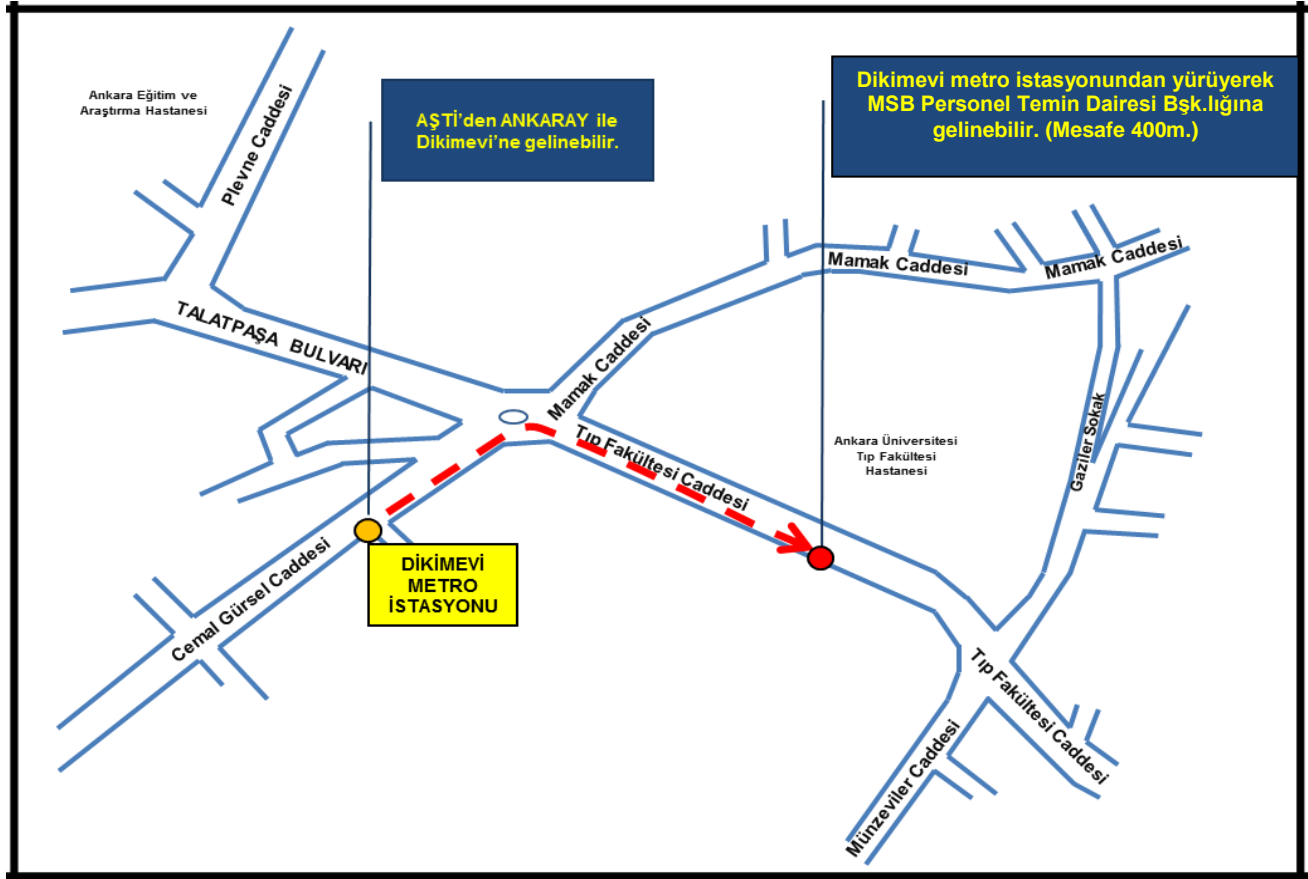 Ankara Eğitim ve
Araştırma Hastanesi
Plevne Caddesi
AŞTİ’den ANKARAY ile
Dikimevi’ne gelinebilir.
Dikimevi metro istasyonundan yürüyerek
MSB Personel Temin Dairesi Bşk.lığına
gelinebilir. (Mesafe 400m.)
Mamak Caddesi
Mamak Caddesi
TALATPAŞA BULVARI
Mamak Caddesi
Tıp Fakültesi Caddesi
Ankara Üniversitesi
Tıp Fakültesi
Hastanesi
Gaziler Sokak
DİKİMEVİ
METRO
İSTASYONU
Cemal Gürsel Caddesi
Tıp Fakültesi Caddesi
Münzeviler Caddesi